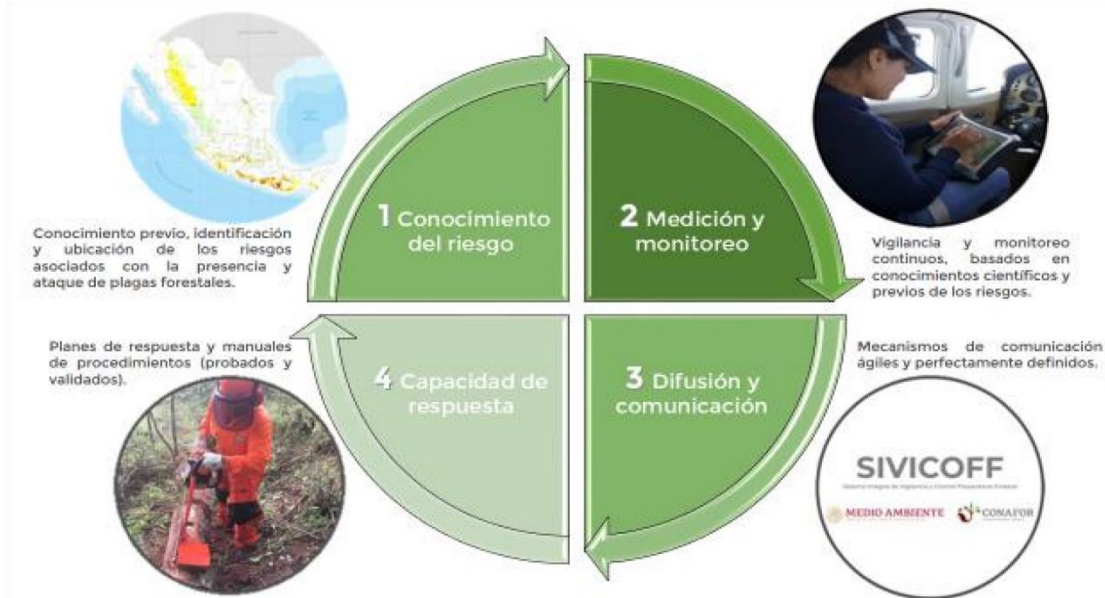 1 Conocimiento
del riesgo
Conocimiento previo, identificación
y ubicación de los riesgos
asociados con la presencia y
ataque de plagas forestales.
2 Medición y
monitoreo
Vigilancia y monitoreo
continuos, basados en
conocimientos científicos y
previos de los riesgos.
3 Difusión y
comunicación
Mecanismos de comunicación
ágiles y perfectamente definidos.
SIVICOFF
MEDIO AMBIENTE
CONAFOR
4 Capacidad de
respuesta
Planes de respuesta y manuales
de procedimientos (probados y
validados).